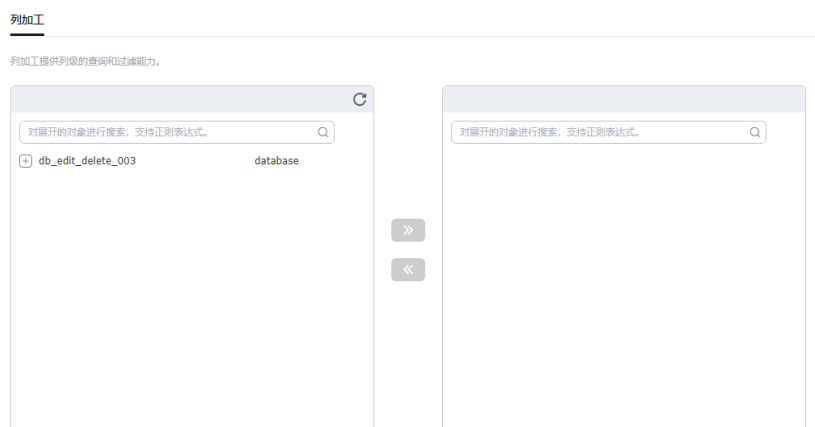 列加工
列加工提供列级的查询和过滤能力。
对展开的对象进行搜索，支持正则表达式。
对展开的对象进行搜索，支持正则表达式。
db_edit_delete_003 database